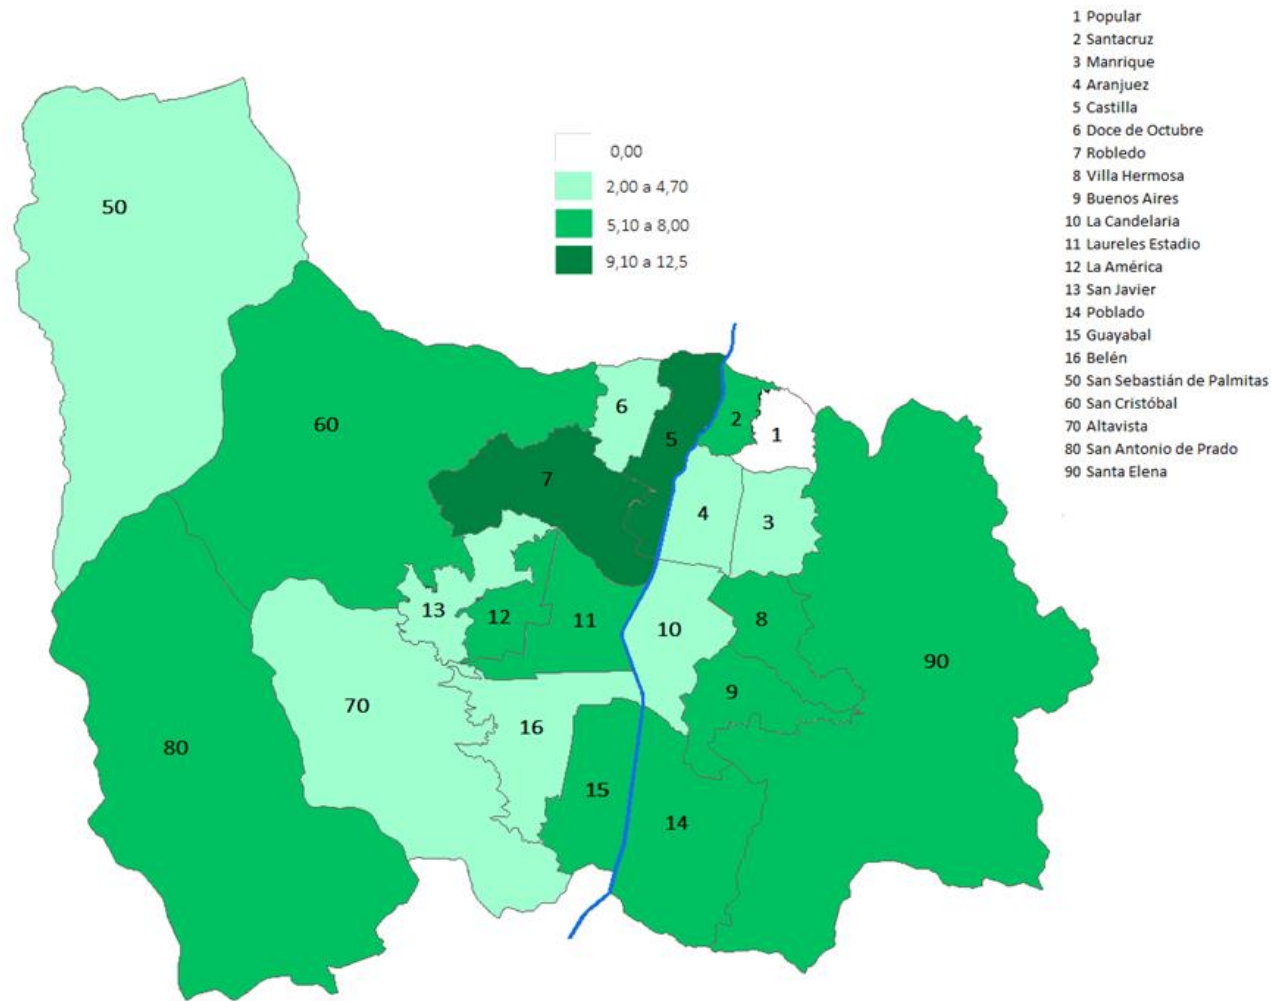 1 Popular
2 Santacruz
3 Manrique
4 Aranjuez
5 Castilla
6 Doce de Octubre
7 Robledo
8 Villa Hermosa
9 Buenos Aires
10 La Candelaria
11 Laureles Estadio
12 La América
13 San Javier
14 Poblado
15 Guayabal
16 Belén
50 San Sebastián de Palmitas
60 San Cristóbal
70 Altavista
80 San Antonio de Prado
90 Santa Elena
0,00
2,00 a 4,70
5,10 a 8,00
9,10 a 12,5
50
60
6
5
2
1
7
4
3
13
12
11
10
8
90
70
16
9
80
15
14